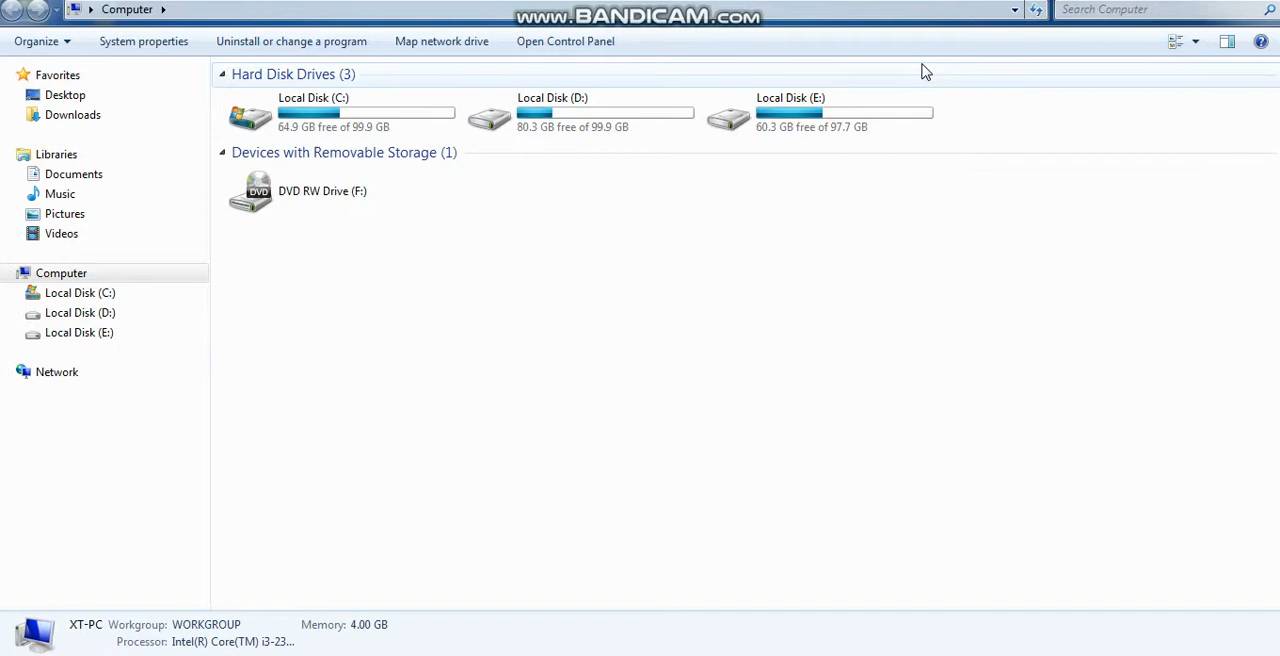 Computer
www.BANDICAM.com
Search Computer
Organize
System properties
Uninstall or change a program
Map network drive
Open Control Panel
Favorites
Desktop
Downloads
Libraries
Documents
Music
Pictures
Videos
Computer
Local Disk (C:)
Local Disk (D:)
Local Disk (E:)
Network
Hard Disk Drives (3)
Local Disk (C:)
64.9 GB free of 99.9 GB
Local Disk (D:)
80.3 GB free of 99.9 GB
Local Disk (E:)
60.3 GB free of 97.7 GB
Devices with Removable Storage (1)
DVD
DVD RW Drive (F:)
XT-PC Workgroup: WORKGROUP Memory: 4.00 GB
Processor: Intel(R) Core(TM) i3-23...